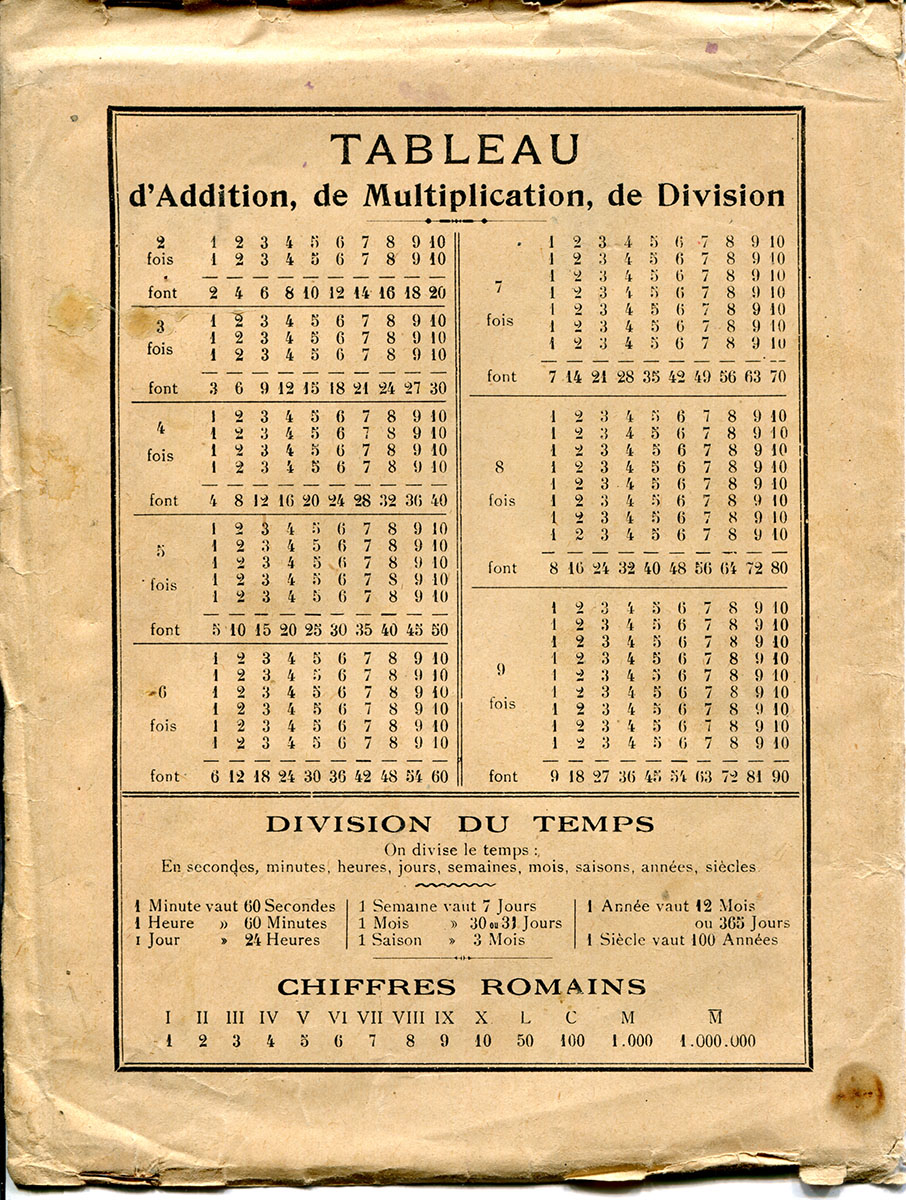 TABLEAU
d'Addition, de Multiplication, de Division
2 1 2 3 4 5 6 7 8 9 10
fois 1 2 3 4 5 6 7 8 9 10
font 2 4 6 8 10 12 14 16 18 20
1 2 3 4 5 6 7 8 9 10
3 1 2 3 4 5 6 7 8 9 10
fois 1 2 3 4 5 6 7 8 9 10
font 3 6 9 12 15 18 21 24 27 30
1 2 3 4 5 6 7 8 9 10
4 1 2 3 4 5 6 7 8 9 10
fois 1 2 3 4 5 6 7 8 9 10
1 2 3 4 5 6 7 8 9 10
font 4 8 12 16 20 24 28 32 36 40
1 2 3 4 5 6 7 8 9 10
5 1 2 3 4 5 6 7 8 9 10
1 2 3 4 5 6 7 8 9 10
fois 1 2 3 4 5 6 7 8 9 10
1 2 3 4 5 6 7 8 9 10
font 5 10 15 20 25 30 35 40 45 50
1 2 3 4 5 6 7 8 9 10
1 2 3 4 5 6 7 8 9 10
6 1 2 3 4 5 6 7 8 9 10
1 2 3 4 5 6 7 8 9 10
fois 1 2 3 4 5 6 7 8 9 10
1 2 3 4 5 6 7 8 9 10
font 6 12 18 24 30 36 42 48 54 60
1 2 3 4 5 6 7 8 9 10
1 2 3 4 5 6 7 8 9 10
1 2 3 4 5 6 7 8 9 10
7 1 2 3 4 5 6 7 8 9 10
1 2 3 4 5 6 7 8 9 10
fois 1 2 3 4 5 6 7 8 9 10
1 2 3 4 5 6 7 8 9 10
font 7 14 21 28 35 42 49 56 63 70
1 2 3 4 5 6 7 8 9 10
1 2 3 4 5 6 7 8 9 10
1 2 3 4 5 6 7 8 9 10
8 1 2 3 4 5 6 7 8 9 10
1 2 3 4 5 6 7 8 9 10
fois 1 2 3 4 5 6 7 8 9 10
1 2 3 4 5 6 7 8 9 10
1 2 3 4 5 6 7 8 9 10
font 8 16 24 32 40 48 56 64 72 80
1 2 3 4 5 6 7 8 9 10
1 2 3 4 5 6 7 8 9 10
1 2 3 4 5 6 7 8 9 10
1 2 3 4 5 6 7 8 9 10
9 1 2 3 4 5 6 7 8 9 10
1 2 3 4 5 6 7 8 9 10
fois 1 2 3 4 5 6 7 8 9 10
1 2 3 4 5 6 7 8 9 10
1 2 3 4 5 6 7 8 9 10
font 9 18 27 36 45 54 63 72 81 90
DIVISION DU TEMPS
On divise le temps :
En secondes, minutes, heures, jours, semaines, mois, saisons, années, siècles.
1 Minute vaut 60 Secondes
1 Heure » 60 Minutes
1 Jour » 24 Heures
1 Semaine vaut 7 Jours
1 Mois » 30 ou 31 Jours
1 Saison » 3 Mois
1 Année vaut 12 Mois
ou 365 Jours
1 Siècle vaut 100 Années
CHIFFRES ROMAINS
I II III IV V VI VII VIII IX X L C M M̅
1 2 3 4 5 6 7 8 9 10 50 100 1.000 1.000.000